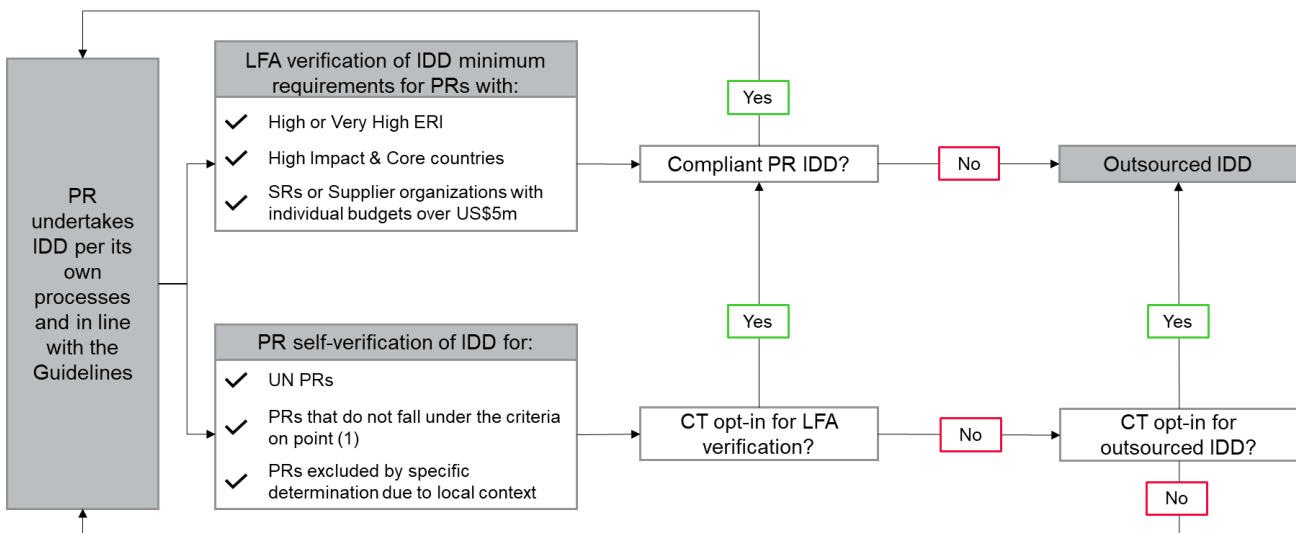 PR
undertakes
IDD per its
own
processes
and in line
with the
Guidelines
LFA verification of IDD minimum
requirements for PRs with:
High or Very High ERI
High Impact & Core countries
SRs or Supplier organizations with
individual budgets over US$5m
PR self-verification of IDD for:
UN PRs
PRs that do not fall under the criteria
on point (1)
PRs excluded by specific
determination due to local context
Yes
Compliant PR IDD?
No
Outsourced IDD
Yes
Yes
CT opt-in for LFA
verification?
No
CT opt-in for
outsourced IDD?
No